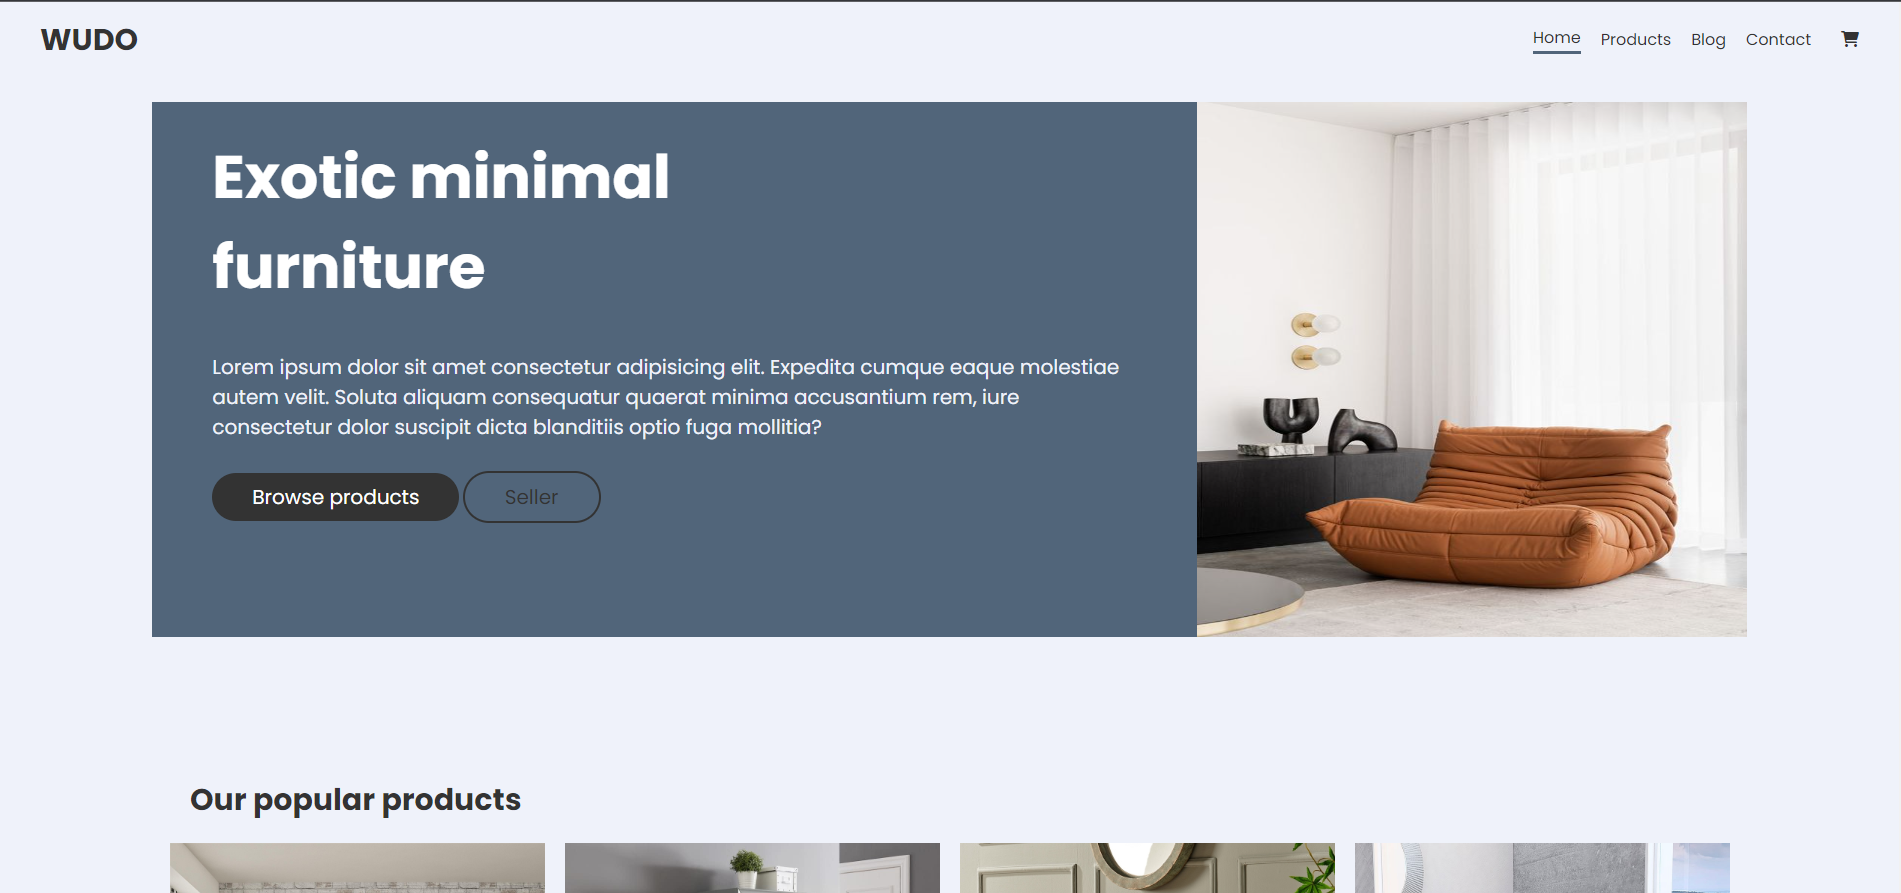 WUDO
Home Products Blog Contact
Exotic minimal
furniture
Lorem ipsum dolor sit amet consectetur adipisicing elit. Expedita cumque eaque molestiae
autem velit. Soluta aliquam consequatur quaerat minima accusantium rem, iure
consectetur dolor suscipit dicta blanditiis optio fuga mollitia?
Browse products Seller
Our popular products